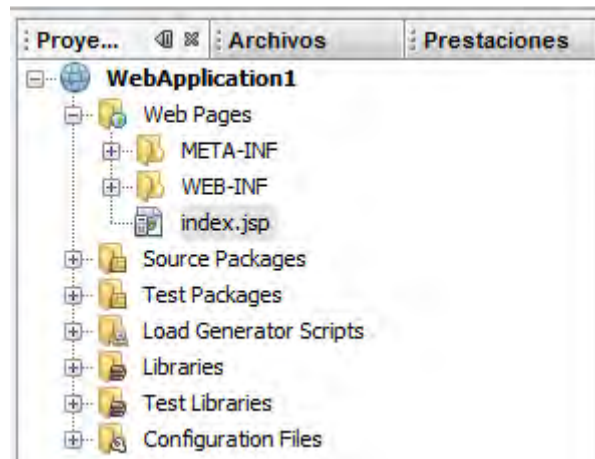 Proye... Archivos Prestaciones
WebApplication1
Web Pages
META-INF
WEB-INF
index.jsp
Source Packages
Test Packages
Load Generator Scripts
Libraries
Test Libraries
Configuration Files